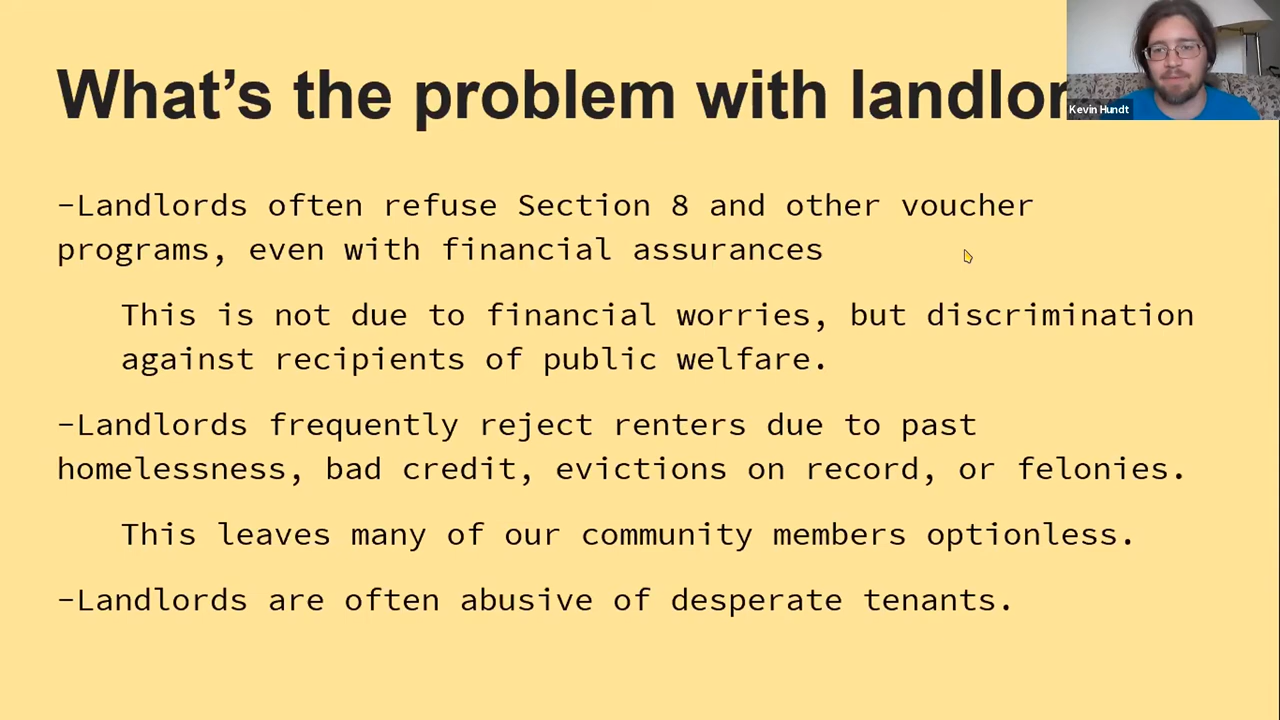 What's the problem with landlor
Kevin Hundt
-Landlords often refuse Section 8 and other voucher
programs, even with financial assurances
This is not due to financial worries, but discrimination
against recipients of public welfare.
-Landlords frequently reject renters due to past
homelessness, bad credit, evictions on record, or felonies.
This leaves many of our community members optionless.
-Landlords are often abusive of desperate tenants.